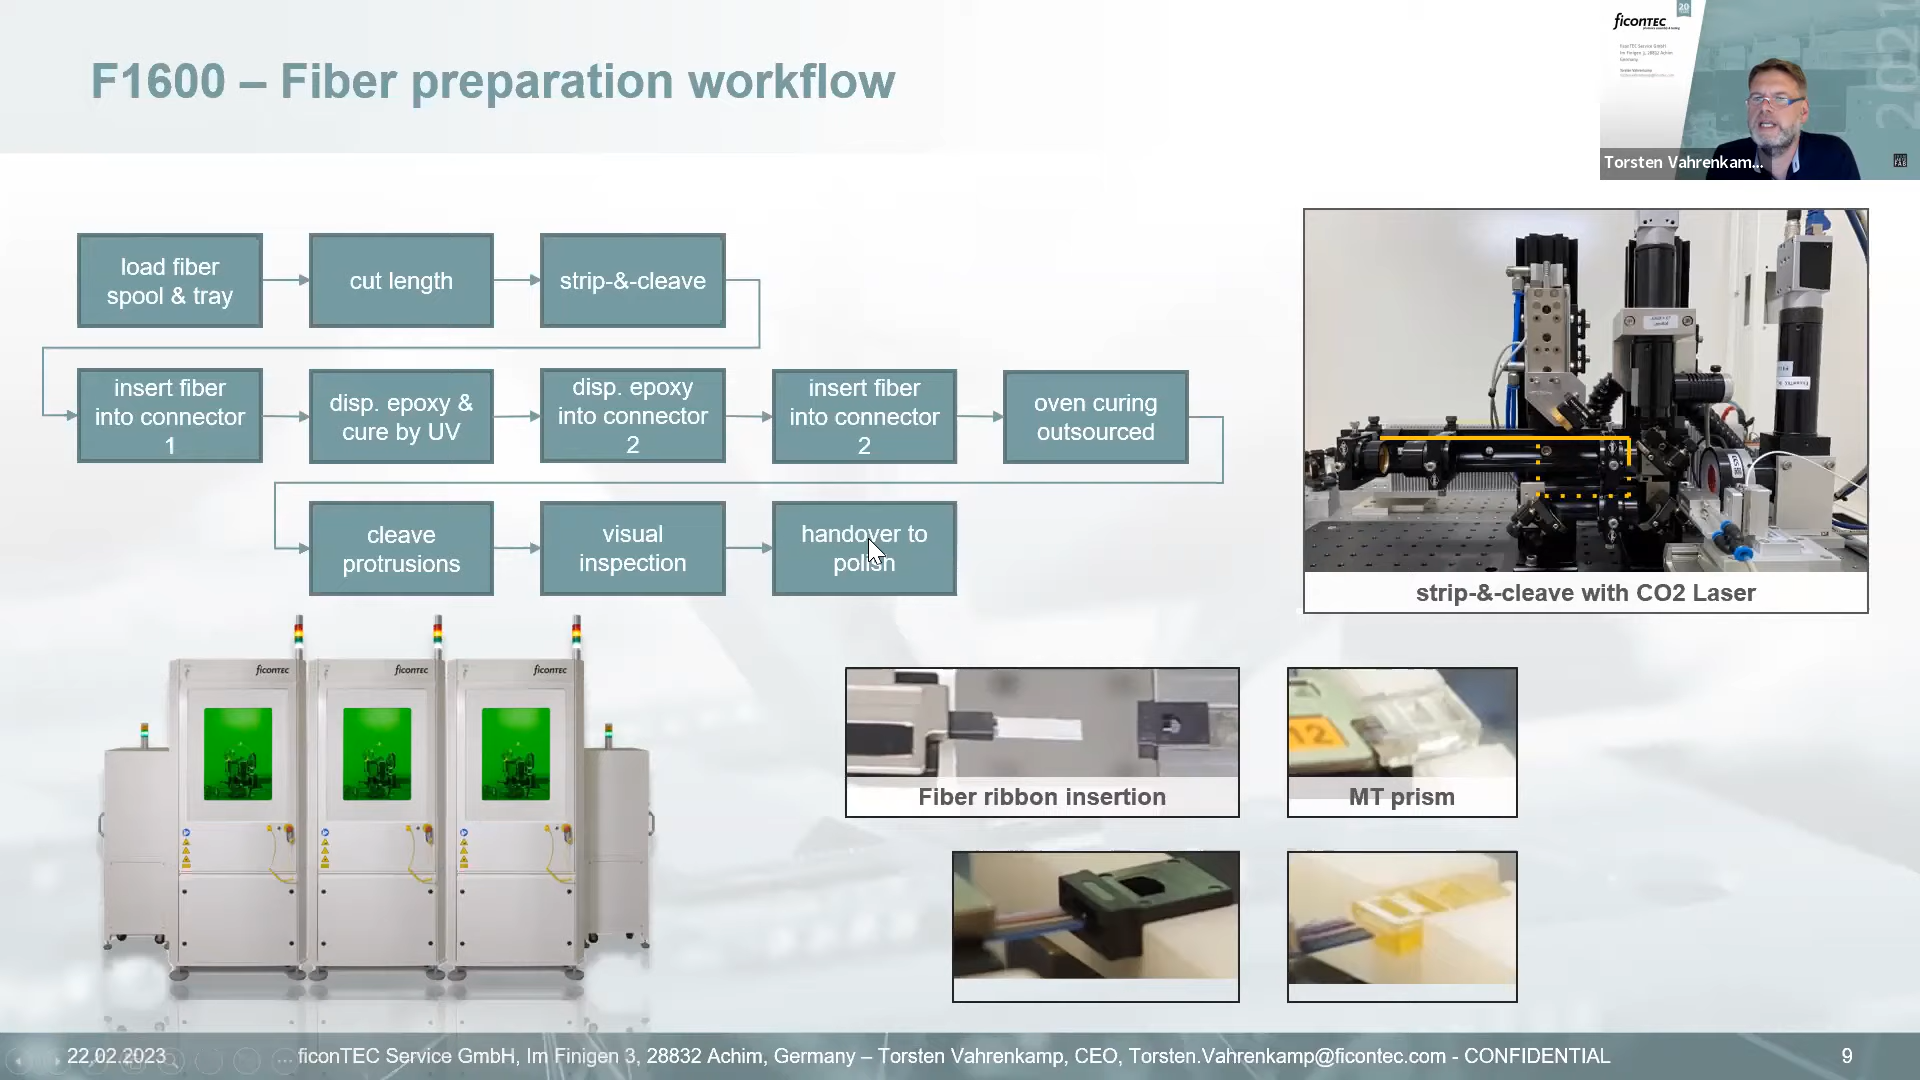 F1600 – Fiber preparation workflow
20
ficonTEC
Torsten Vahrenkam...
load fiber
spool & tray
cut length
strip-&-cleave
insert fiber
into connector
1
disp. epoxy &
cure by UV
disp. epoxy
into connector
2
insert fiber
into connector
2
oven curing
outsourced
cleave
protrusions
visual
inspection
handover to
polish
strip-&-cleave with CO2 Laser
ficonTEC
ficonTEC
ficonTEC
Fiber ribbon insertion
12
MT prism
22.02.2023
ficonTEC Service GmbH, Im Finigen 3, 28832 Achim, Germany – Torsten Vahrenkamp, CEO, Torsten.Vahrenkamp@ficontec.com - CONFIDENTIAL
9